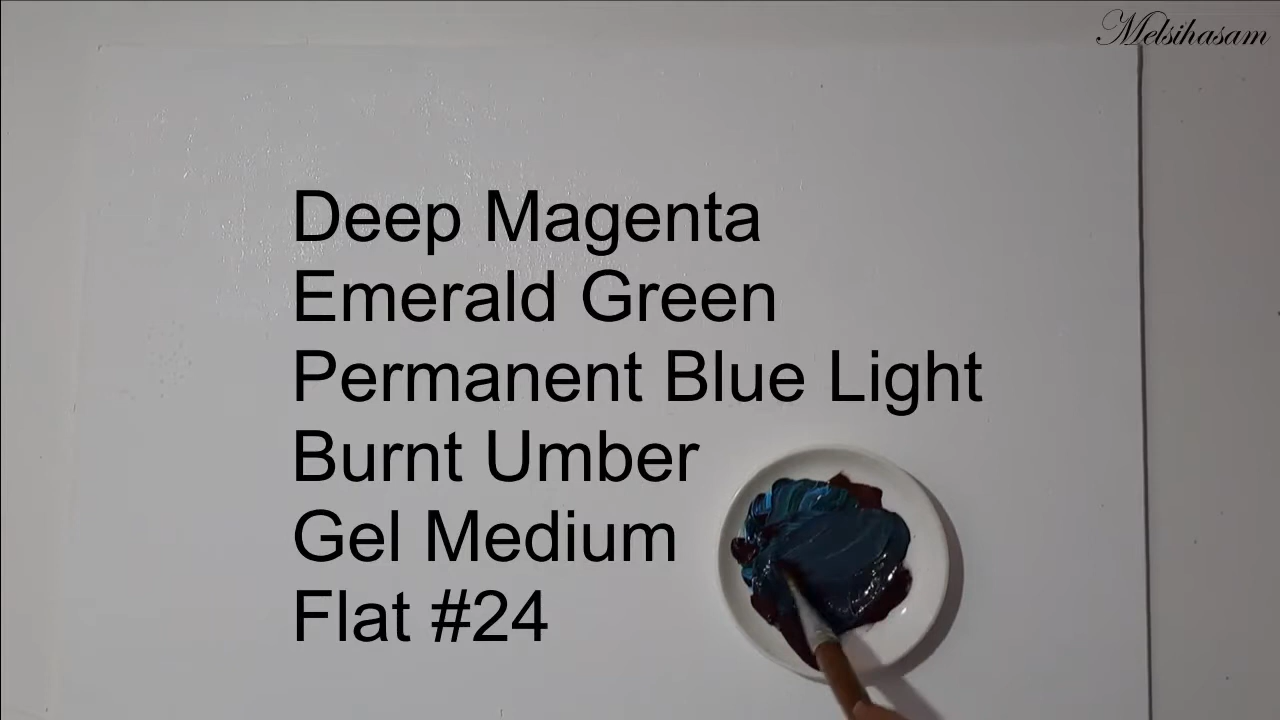 Melsihasam
Deep Magenta
Emerald Green
Permanent Blue Light
Burnt Umber
Gel Medium
Flat #24